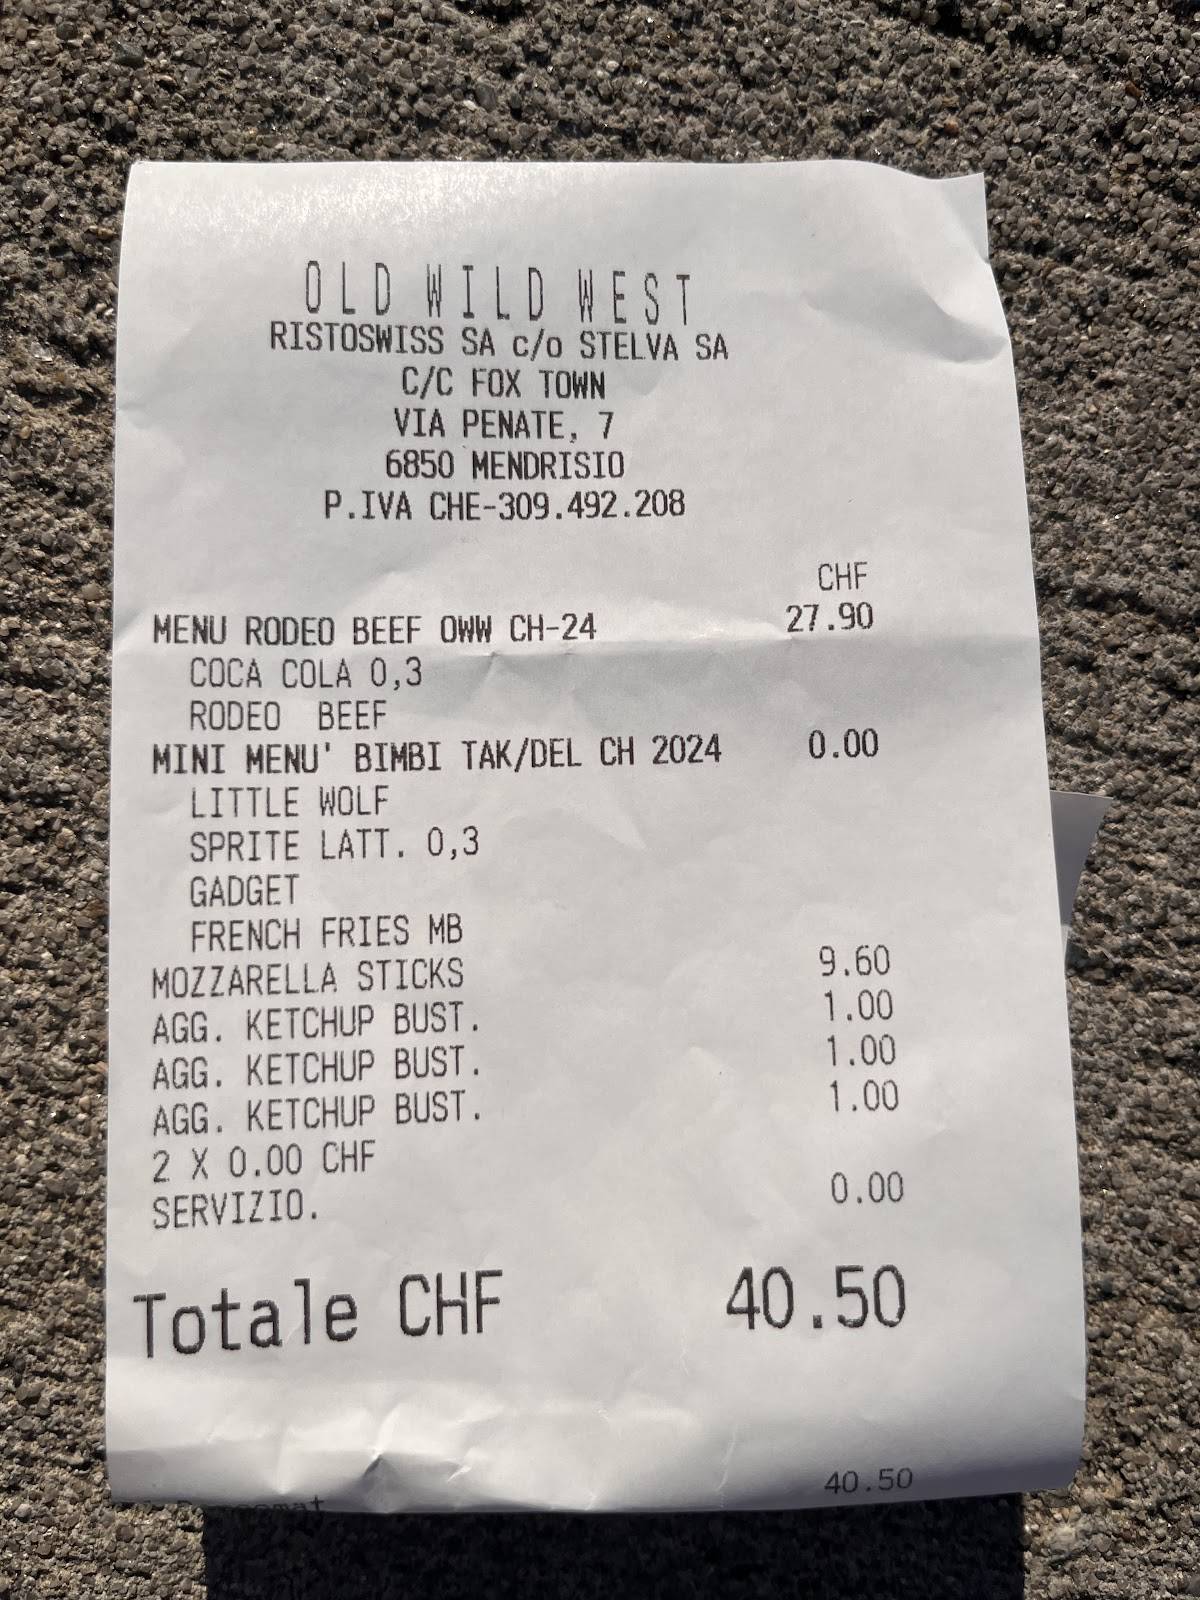 OLD WILD WEST
RISTOSWISS SA c/o STELVA SA
C/C FOX TOWN
VIA PENATE, 7
6850 MENDRISIO
P.IVA CHE-309.492.208
CHF
MENU RODEO BEEF OWW CH-24 27.90
COCA COLA 0,3
RODEO BEEF
MINI MENU' BIMBI TAK/DEL CH 2024 0.00
LITTLE WOLF
SPRITE LATT. 0,3
GADGET
FRENCH FRIES MB
MOZZARELLA STICKS 9.60
AGG. KETCHUP BUST. 1.00
AGG. KETCHUP BUST. 1.00
AGG. KETCHUP BUST. 1.00
2 X 0.00 CHF
SERVIZIO. 0.00
Totale CHF 40.50
40.50